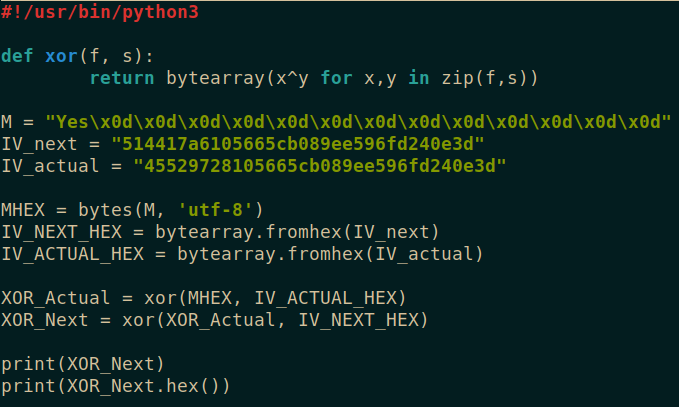 #!/usr/bin/python3
def xor(f, s):
        return bytearray(x^y for x,y in zip(f,s))
M = "Yes\x0d\x0d\x0d\x0d\x0d\x0d\x0d\x0d\x0d\x0d\x0d\x0d\x0d"
IV_next = "514417a6105665cb089ee596fd240e3d"
IV_actual = "45529728105665cb089ee596fd240e3d"
MHEX = bytes(M, 'utf-8')
IV_NEXT_HEX = bytearray.fromhex(IV_next)
IV_ACTUAL_HEX = bytearray.fromhex(IV_actual)
XOR_Actual = xor(MHEX, IV_ACTUAL_HEX)
XOR_Next = xor(XOR_Actual, IV_NEXT_HEX)
print(XOR_Next)
print(XOR_Next.hex())